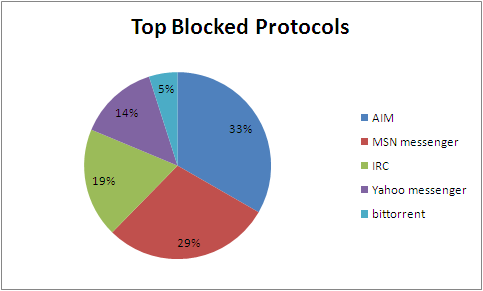 Top Blocked Protocols
5%
33%
14%
19%
29%
AIM
MSN messenger
IRC
Yahoo messenger
bittorrent